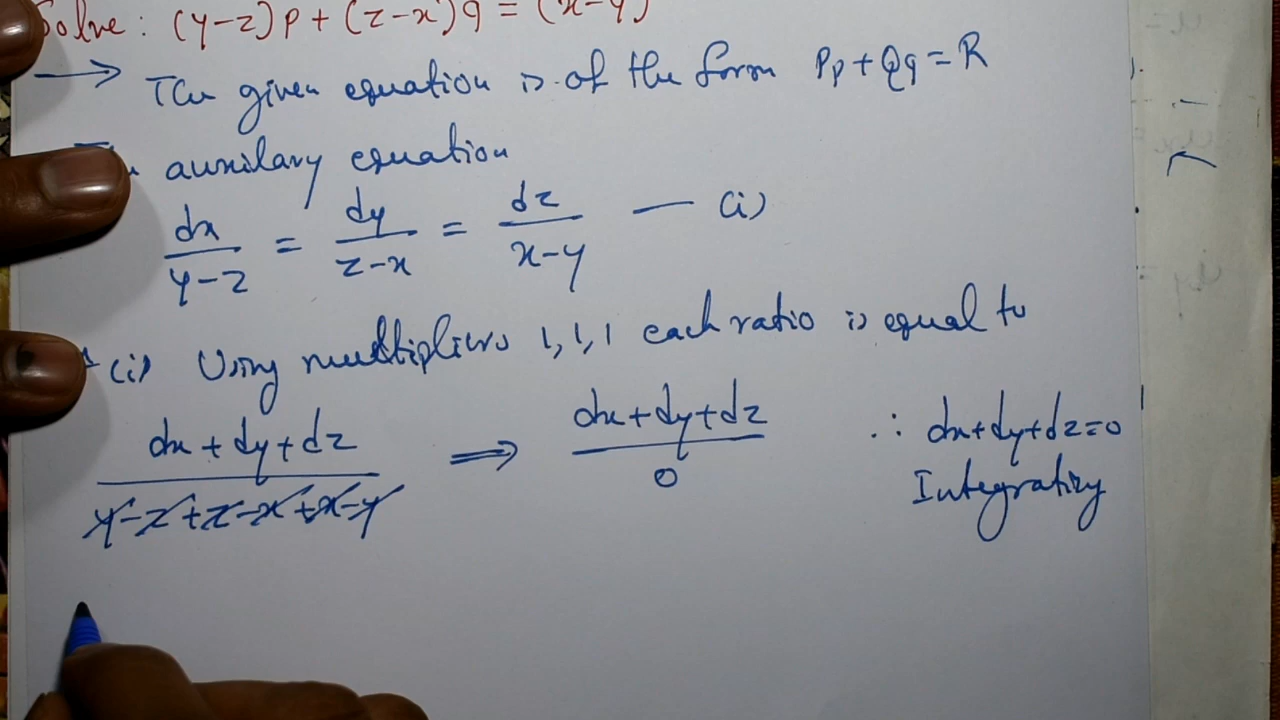 Solve : (y-z)p + (z-x)q = (x-y)
→ The given equation is of the form Pp+Qq=R
auxilary equation
dx/y-z = dy/z-x = dz/x-y — (i)
(i) Using multipliers 1, 1, 1 each ratio is equal to
dx+dy+dz/y-z+z-x+x-y ⇒ dx+dy+dz/0 ∴ dx+dy+dz=0
Integrating